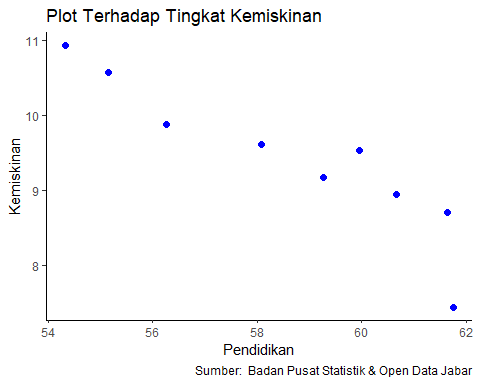 Plot Terhadap Tingkat Kemiskinan
11
10
9
8
Kemiskinan
54 56 58 60 62
Pendidikan
Sumber: Badan Pusat Statistik & Open Data Jabar